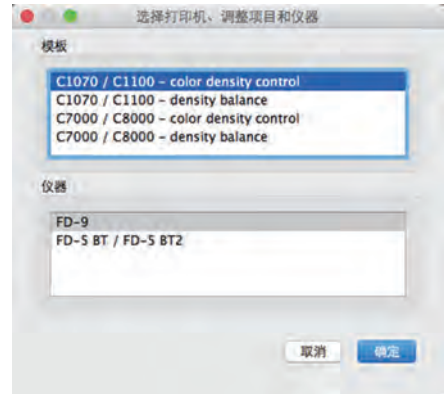 选择打印机、调整项目和仪器
模板
C1070 / C1100 – color density control
C1070 / C1100 – density balance
C7000 / C8000 – color density control
C7000 / C8000 – density balance
仪器
FD-9
FD-5 BT / FD-5 BT2
取消
确定